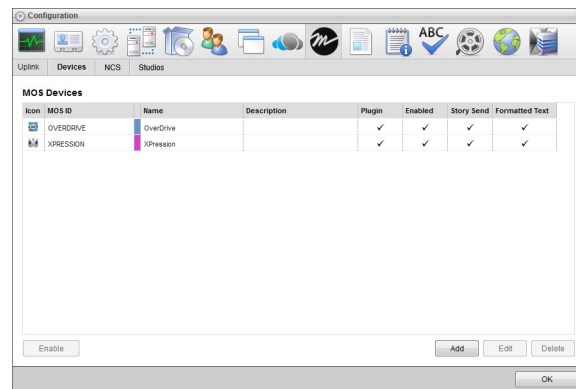 Configuration
ABC
Uplink Devices NCS Studios
MOS Devices
Icon MOS ID Name Description Plugin Enabled Story Send Formatted Text
OVERDRIVE OverDrive ✓ ✓ ✓ ✓
XPRESSION XPression ✓ ✓ ✓ ✓
Enable Add Edit Delete
OK